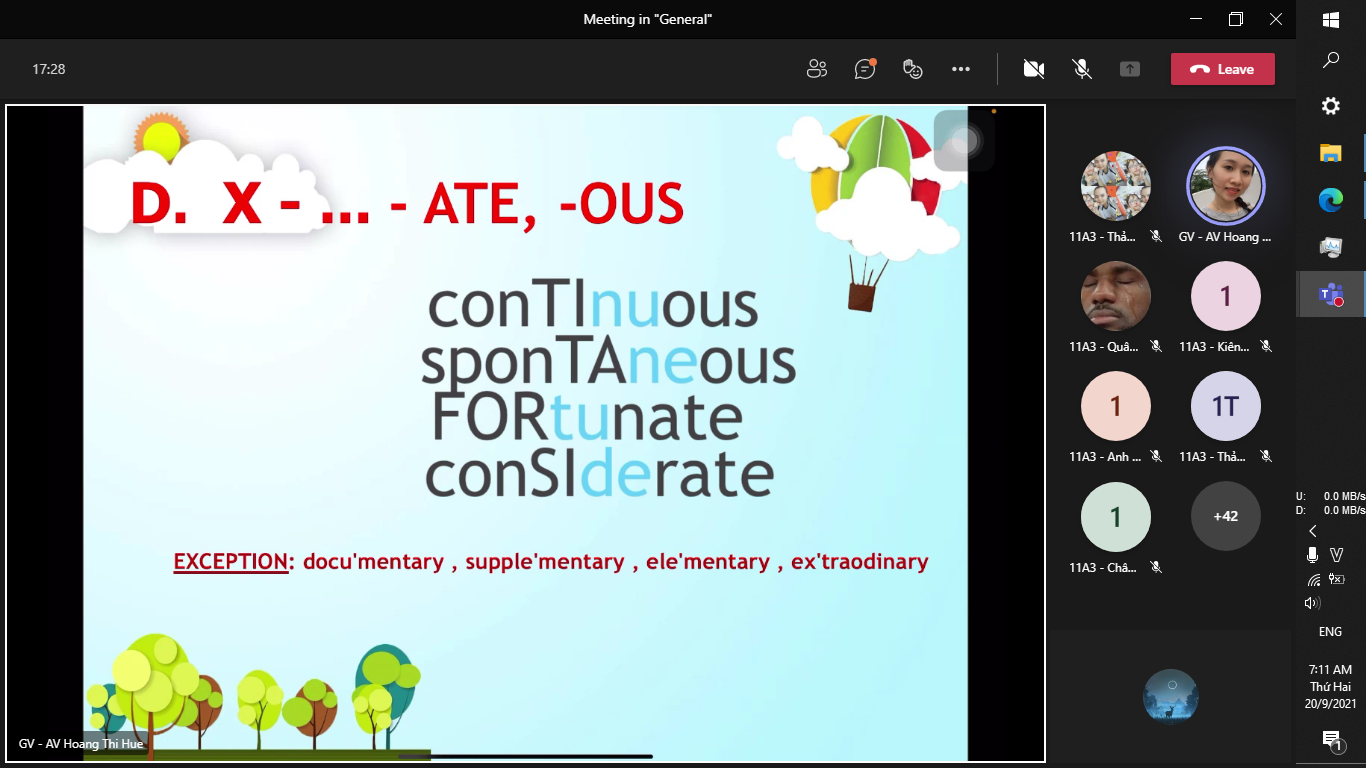 Meeting in "General"
17:28
Leave
D. X - ... - ATE, -OUS
conTInuous
sponTAneous
FORtunate
conSIderate
EXCEPTION: docu'mentary , supple'mentary , ele'mentary , ex'traodinary
GV - AV Hoang Thi Hue
11A3 - Thả...
GV - AV Hoang ...
11A3 - Quâ...
1
11A3 - Kiên...
1
11A3 - Anh ...
1T
11A3 - Thả...
1
11A3 - Châ...
+42
U: 0.0 MB/s
D: 0.0 MB/s
ENG
7:11 AM
Thứ Hai
20/9/2021
1